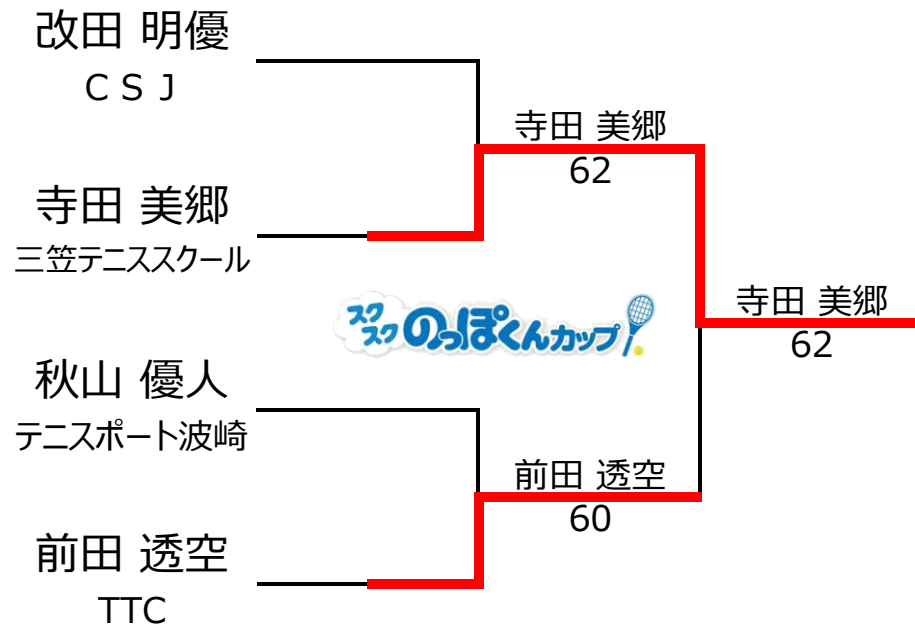 改田 明優
C S J
寺田 美郷
62
寺田 美郷
三笠テニススクール
スクスク のっぽくんカップ
寺田 美郷
62
秋山 優人
テニスポート波崎
前田 透空
60
前田 透空
TTC